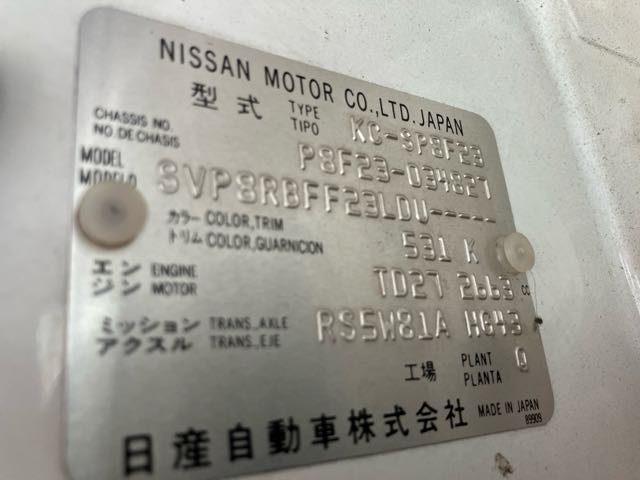 NISSAN MOTOR CO.,LTD. JAPAN
型式 TYPE TIPO KC-SP8F23
CHASSIS NO. NO.DE CHASIS P8F23-034827
MODEL MODELO SVP8RBFF23LDU-----
カラー COLOR,TRIM
トリム COLOR,GUARNICION 531 K
エン ENGINE
ジン MOTOR TD27 2663 cc
ミッション TRANS_AXLE
アクスル TRANS_EJE RS5W81A HG43
工場 PLANT PLANTA 0
日産自動車株式会社 MADE IN JAPAN
89909